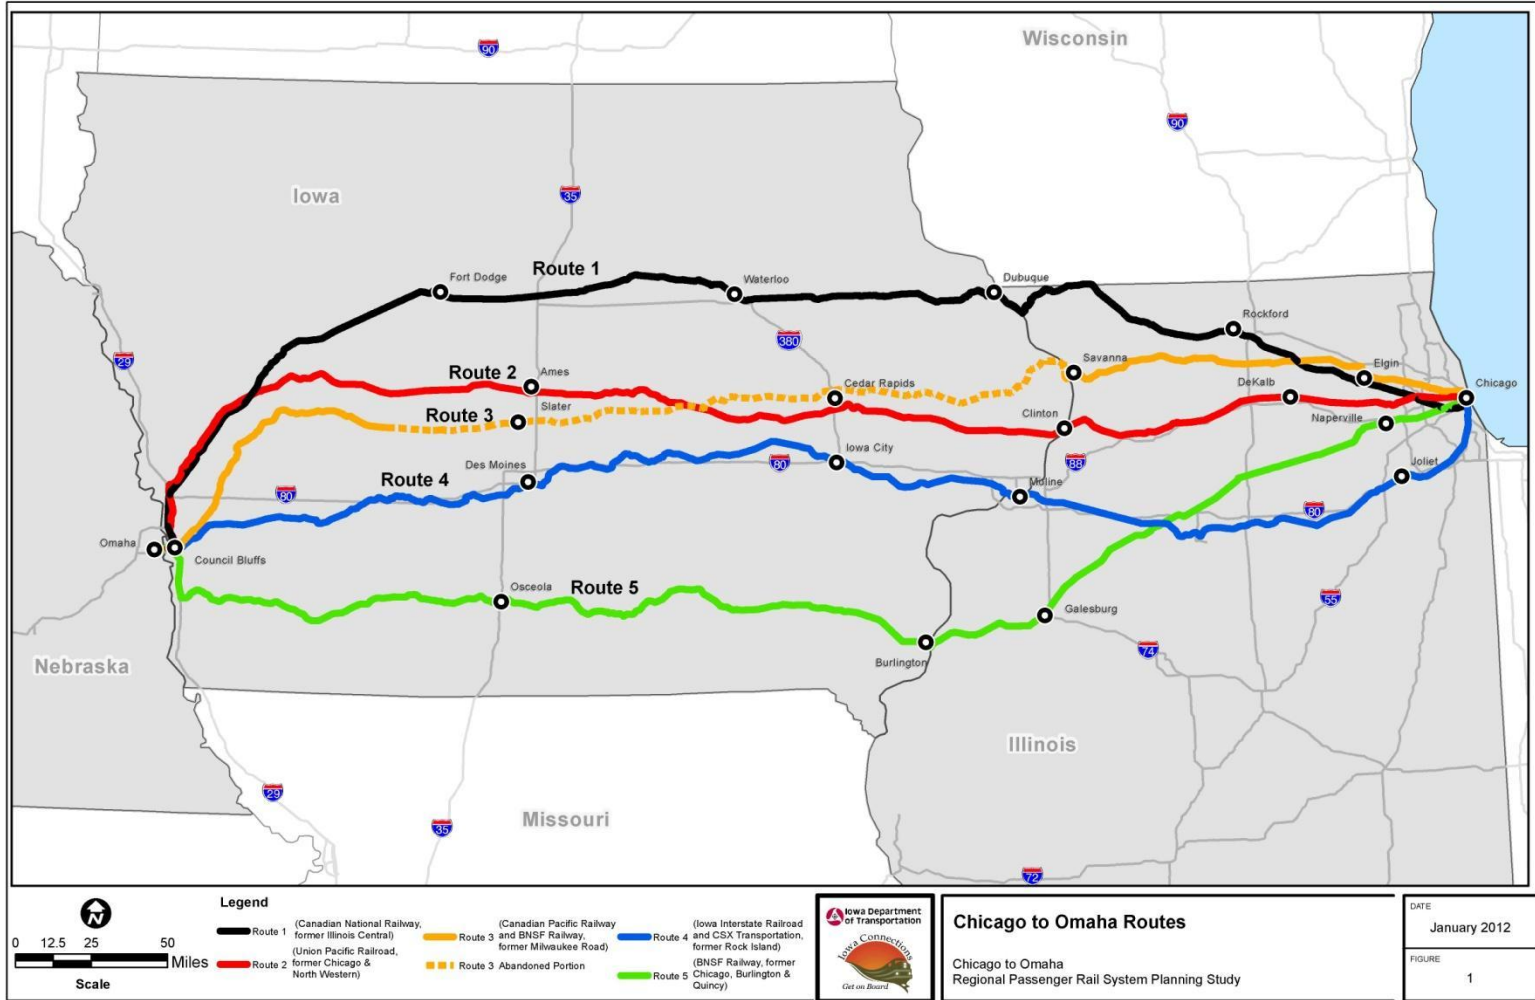 Wisconsin
90
90
Iowa
35
Fort Dodge
Route 1
Waterloo
Dubuque
Rockford
380
29
Savanna
Elgin
Route 2
Ames
Cedar Rapids
DeKalb
Chicago
Route 3
Slater
Clinton
Naperville
Iowa City
Des Moines
80
88
Joliet
Route 4
80
Moline
80
Omaha
Council Bluffs
Osceola
Route 5
55
Galesburg
Nebraska
Burlington
74
Illinois
29
Missouri
35
72
Legend
N
0 12.5 25 50
Miles
Scale
Route 1
(Canadian National Railway,
former Illinois Central)
Route 2
(Union Pacific Railroad,
former Chicago &
North Western)
Route 3
(Canadian Pacific Railway
and BNSF Railway,
former Milwaukee Road)
Route 3 Abandoned Portion
Route 4
(Iowa Interstate Railroad
and CSX Transportation,
former Rock Island)
Route 5
(BNSF Railway, former
Chicago, Burlington &
Quincy)
Iowa Department
of Transportation
Iowa Connections
Get on Board
Chicago to Omaha Routes
Chicago to Omaha
Regional Passenger Rail System Planning Study
DATE
January 2012
FIGURE
1